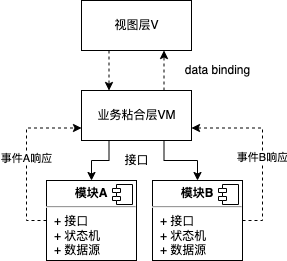 视图层V
data binding
业务粘合层VM
事件A响应
接口
事件B响应
模块A
+ 接口
+ 状态机
+ 数据源
模块B
+ 接口
+ 状态机
+ 数据源